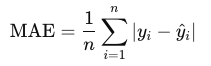 MAE = \frac{1}{n} \sum_{i=1}^{n} |y_i - \hat{y}_i|